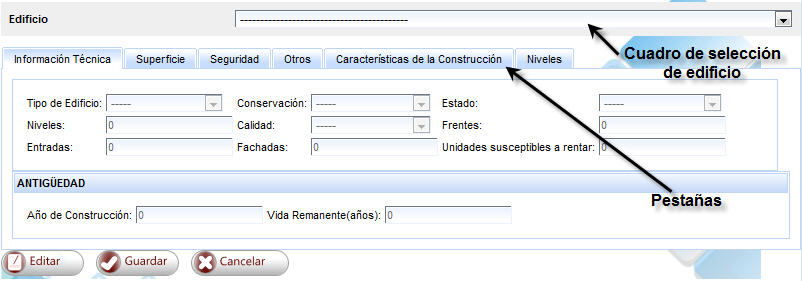 Edificio -------------------------------------------
Cuadro de selección
de edificio
Información Técnica Superficie Seguridad Otros Características de la Construcción Niveles
Tipo de Edificio: ----- Conservación: ----- Estado: -----
Niveles: 0 Calidad: ----- Frentes: 0
Entradas: 0 Fachadas: 0 Unidades susceptibles a rentar: 0
ANTIGÜEDAD
Pestañas
Año de Construcción: 0 Vida Remanente(años): 0
Editar Guardar Cancelar